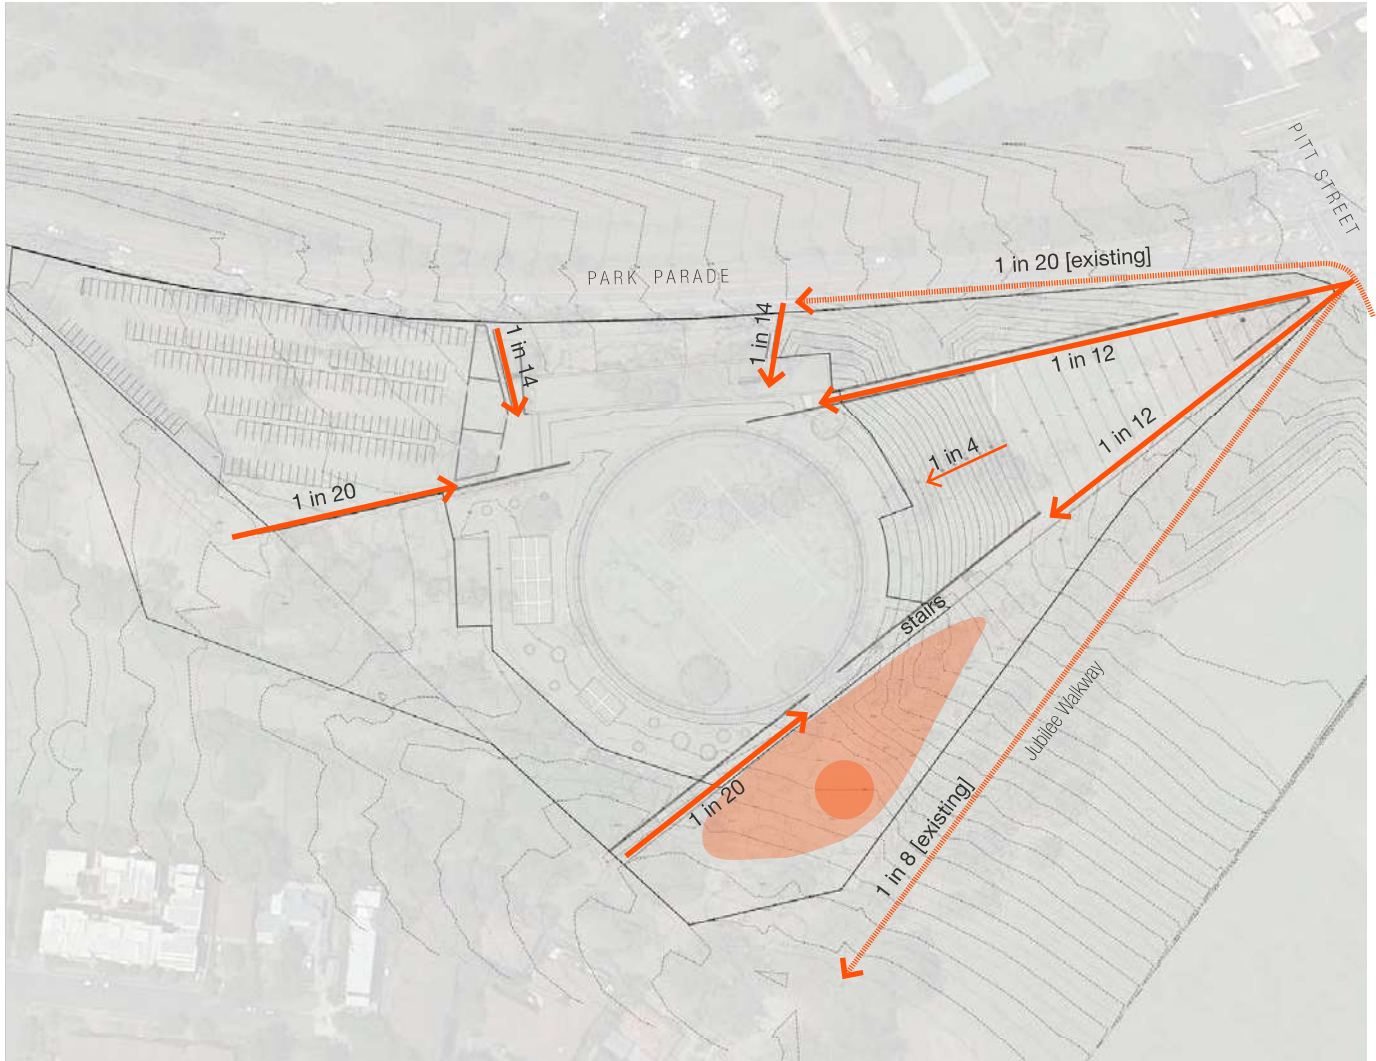 PITT STREET
1 in 20 [existing]
PARK PARADE
1 in 14
1 in 14
1 in 12
1 in 12
1 in 4
1 in 20
stairs
Jubilee Walkway
1 in 20
1 in 8 [existing]